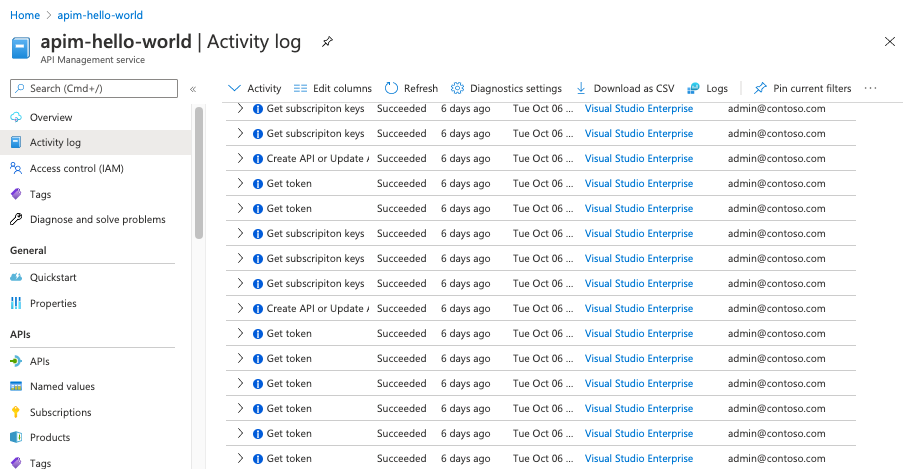 Home > apim-hello-world
apim-hello-world | Activity log
API Management service
Search (Cmd+/)
«
Activity Edit columns Refresh Diagnostics settings Download as CSV Logs Pin current filters ...
Overview
Activity log
Access control (IAM)
Tags
Diagnose and solve problems
General
Quickstart
Properties
APIs
APIs
Named values
Subscriptions
Products
Tags
Get subscripiton keys Succeeded 6 days ago Tue Oct 06 ... Visual Studio Enterprise admin@contoso.com
Get subscripiton keys Succeeded 6 days ago Tue Oct 06 ... Visual Studio Enterprise admin@contoso.com
Create API or Update A Succeeded 6 days ago Tue Oct 06 ... Visual Studio Enterprise admin@contoso.com
Get token Succeeded 6 days ago Tue Oct 06 ... Visual Studio Enterprise admin@contoso.com
Get token Succeeded 6 days ago Tue Oct 06 ... Visual Studio Enterprise admin@contoso.com
Get subscripiton keys Succeeded 6 days ago Tue Oct 06 ... Visual Studio Enterprise admin@contoso.com
Get subscripiton keys Succeeded 6 days ago Tue Oct 06 ... Visual Studio Enterprise admin@contoso.com
Get subscripiton keys Succeeded 6 days ago Tue Oct 06 ... Visual Studio Enterprise admin@contoso.com
Create API or Update A Succeeded 6 days ago Tue Oct 06 ... Visual Studio Enterprise admin@contoso.com
Get token Succeeded 6 days ago Tue Oct 06 ... Visual Studio Enterprise admin@contoso.com
Get token Succeeded 6 days ago Tue Oct 06 ... Visual Studio Enterprise admin@contoso.com
Get token Succeeded 6 days ago Tue Oct 06 ... Visual Studio Enterprise admin@contoso.com
Get token Succeeded 6 days ago Tue Oct 06 ... Visual Studio Enterprise admin@contoso.com
Get token Succeeded 6 days ago Tue Oct 06 ... Visual Studio Enterprise admin@contoso.com
Get token Succeeded 6 days ago Tue Oct 06 ... Visual Studio Enterprise admin@contoso.com